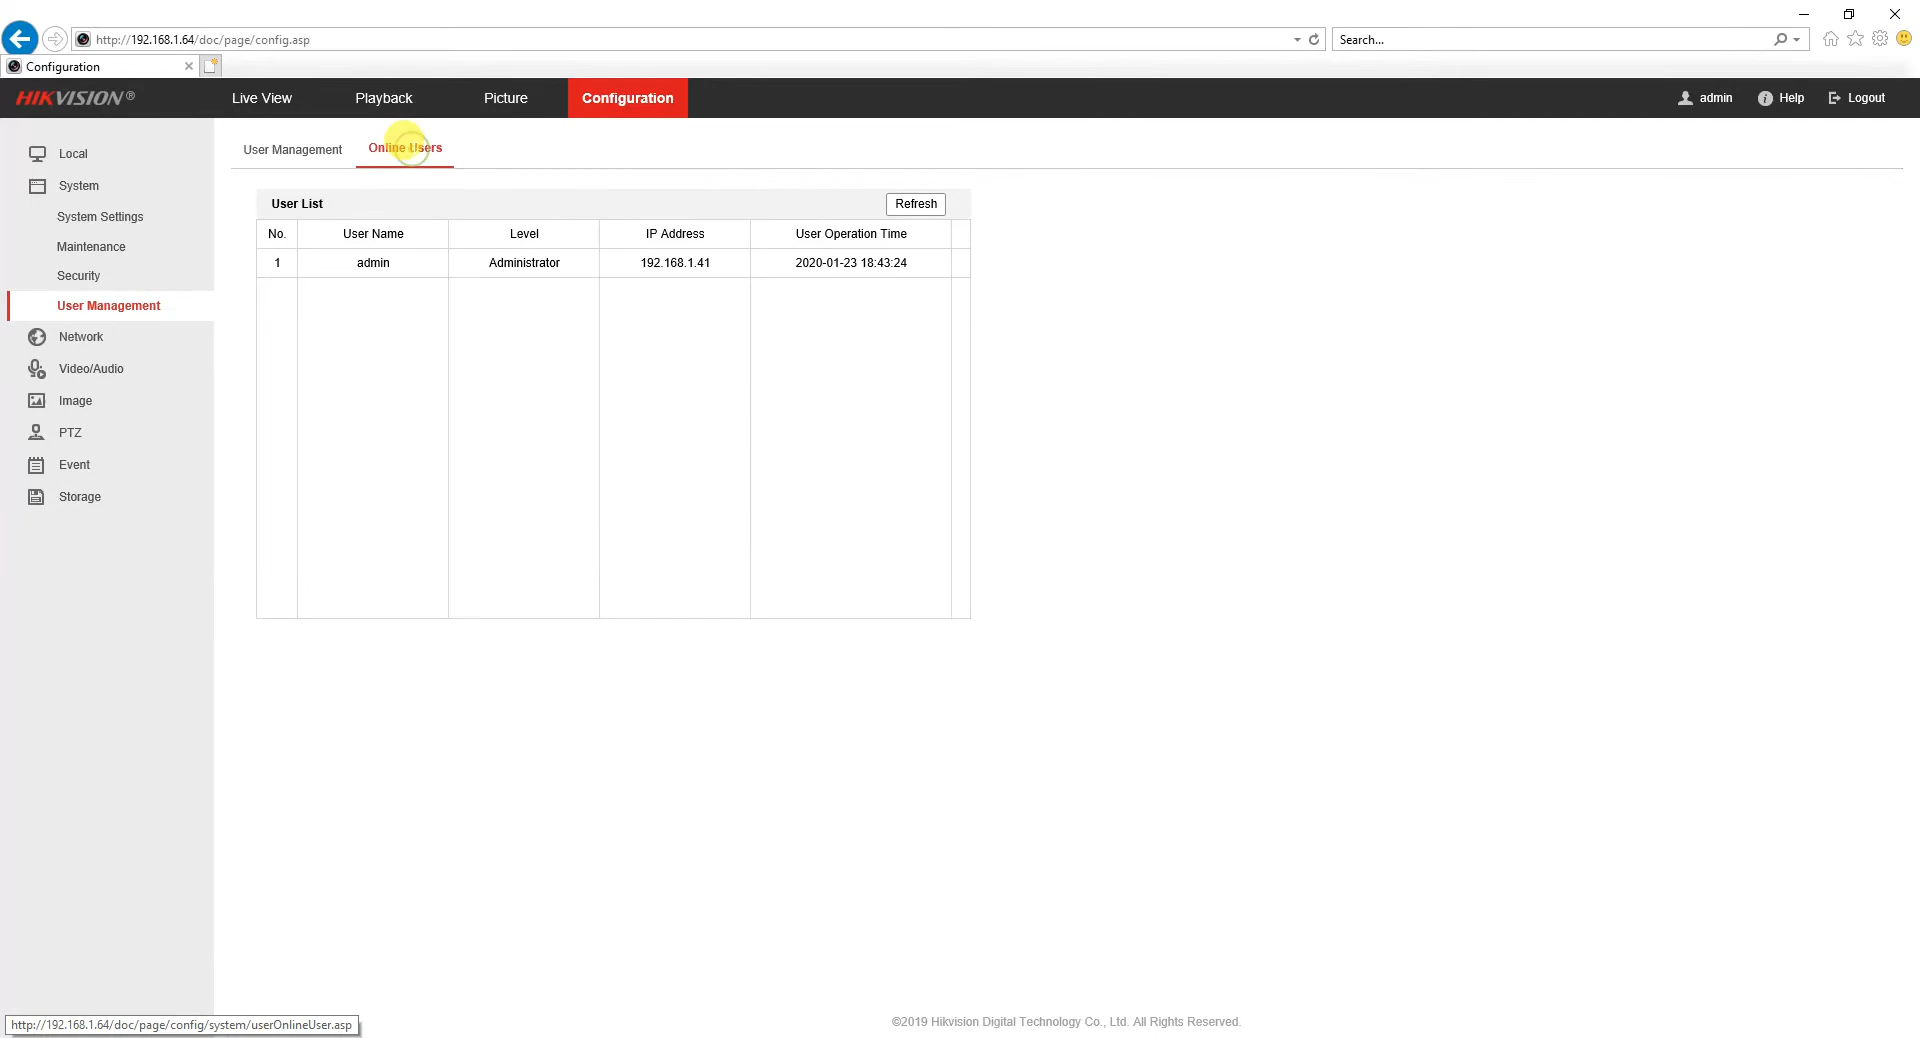 http://192.168.1.64/doc/page/config.asp
Search...
Configuration
HIKVISION®
Live View
Playback
Picture
Configuration
admin
Help
Logout
Local
System
System Settings
Maintenance
Security
User Management
Network
Video/Audio
Image
PTZ
Event
Storage
User Management
Online Users
User List
Refresh
No. User Name Level IP Address User Operation Time
1 admin Administrator 192.168.1.41 2020-01-23 18:43:24
http://192.168.1.64/doc/page/config/system/userOnlineUser.asp
©2019 Hikvision Digital Technology Co., Ltd. All Rights Reserved.